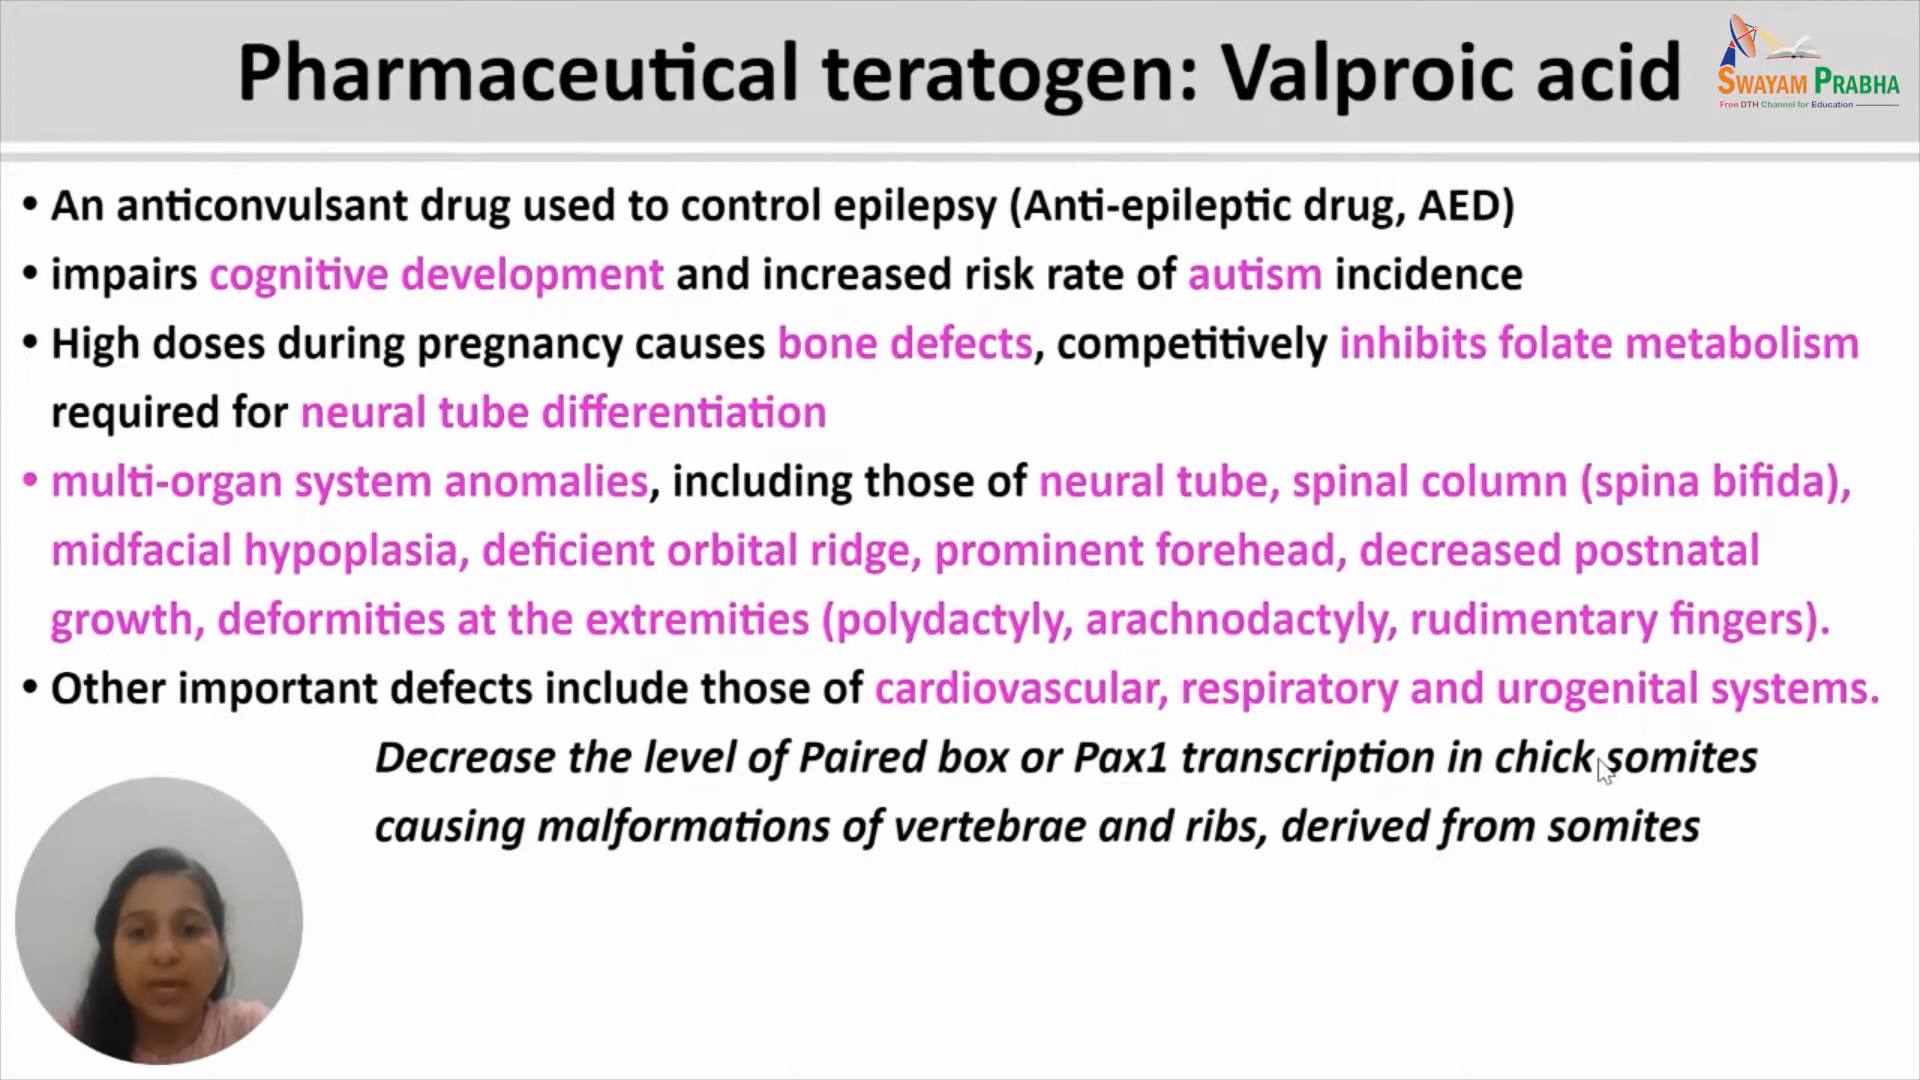 Pharmaceutical teratogen: Valproic acid
SWAYAM PRABHA
Free DTH Channel for Education
• An anticonvulsant drug used to control epilepsy (Anti-epileptic drug, AED)
• impairs cognitive development and increased risk rate of autism incidence
• High doses during pregnancy causes bone defects, competitively inhibits folate metabolism
required for neural tube differentiation
• multi-organ system anomalies, including those of neural tube, spinal column (spina bifida),
midfacial hypoplasia, deficient orbital ridge, prominent forehead, decreased postnatal
growth, deformities at the extremities (polydactyly, arachnodactyly, rudimentary fingers).
• Other important defects include those of cardiovascular, respiratory and urogenital systems.
Decrease the level of Paired box or Pax1 transcription in chick somites
causing malformations of vertebrae and ribs, derived from somites